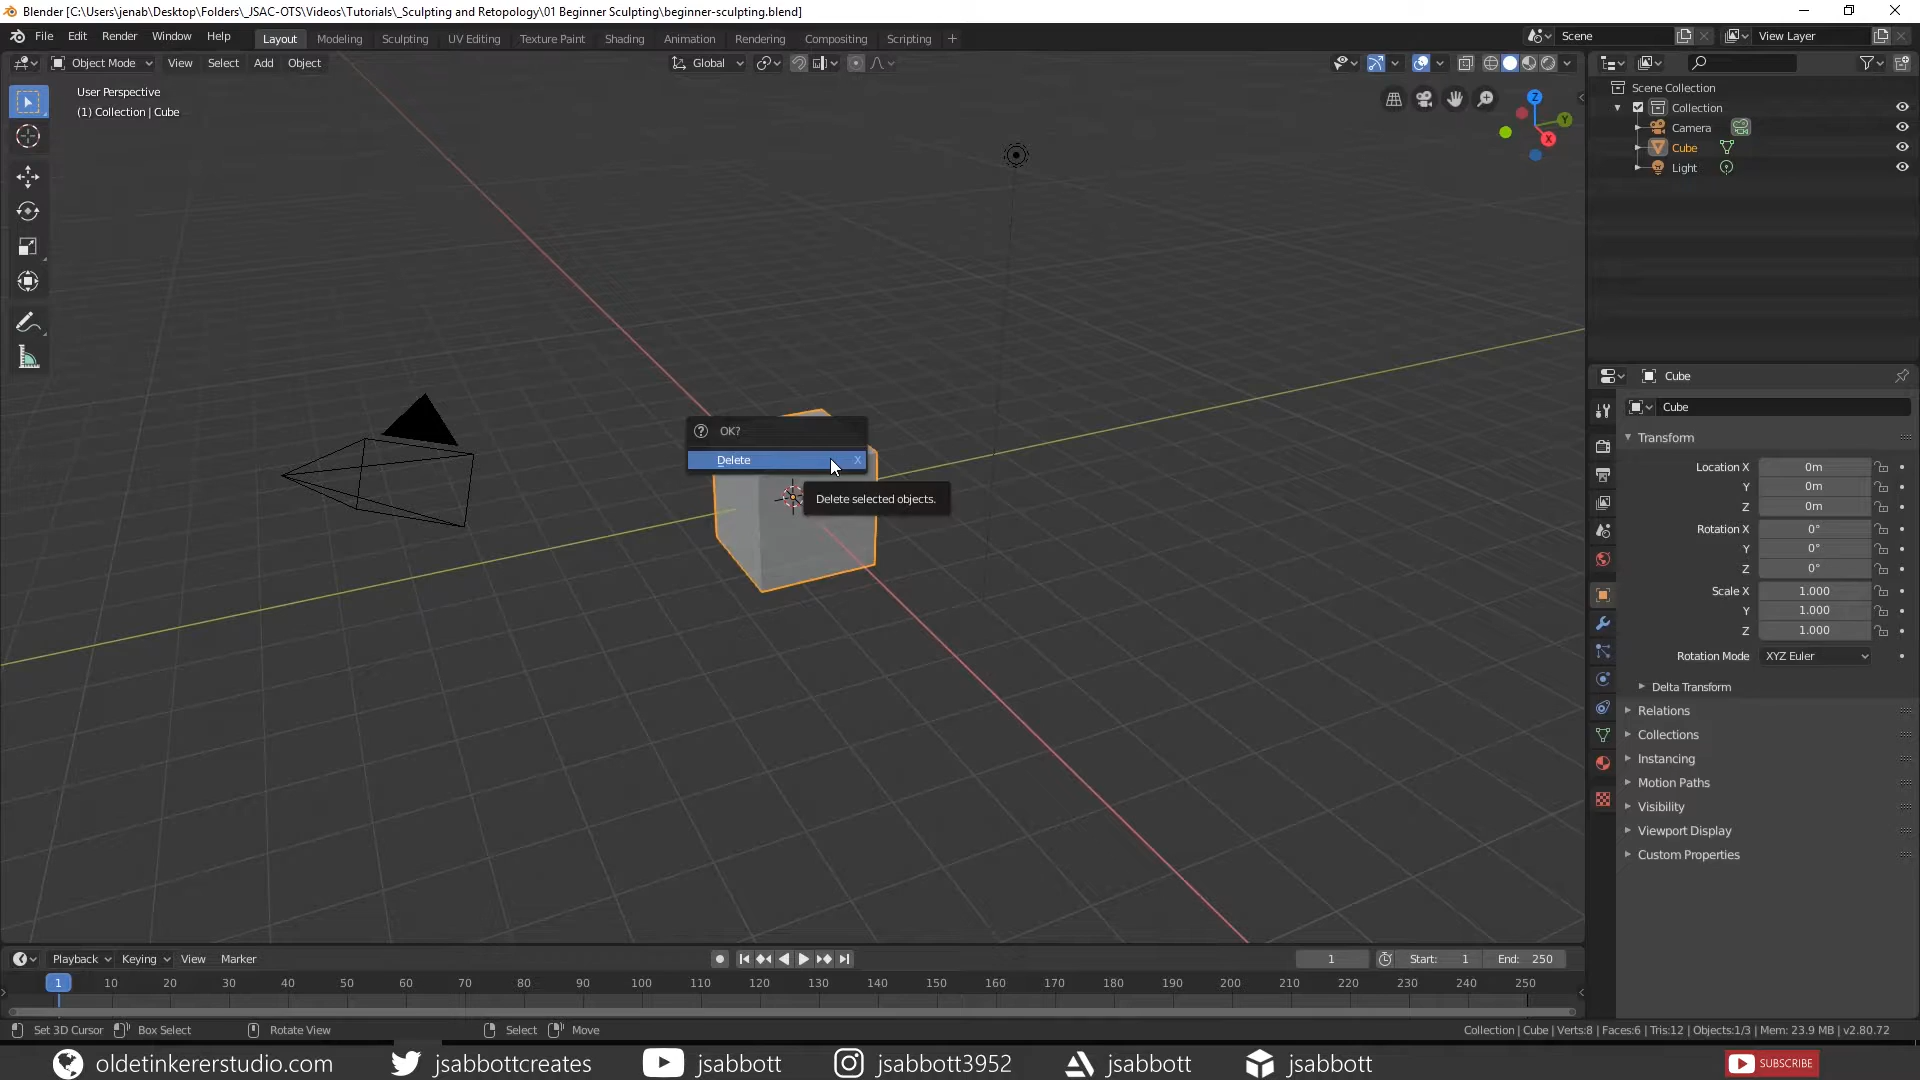 Blender [C:\Users\jenab\Desktop\Folders\_JSAC-OTS\Videos\Tutorials\_Sculpting and Retopology\01 Beginner Sculpting\beginner-sculpting.blend]
File Edit Render Window Help Layout Modeling Sculpting UV Editing Texture Paint Shading Animation Rendering Compositing Scripting + Scene View Layer
Object Mode View Select Add Object Global
User Perspective
(1) Collection | Cube
Z
Y
X
Scene Collection
Collection
Camera
Cube
Light
OK?
Delete X
Delete selected objects.
Cube
Cube
Transform
Location X 0m
Y 0m
Z 0m
Rotation X 0°
Y 0°
Z 0°
Scale X 1.000
Y 1.000
Z 1.000
Rotation Mode XYZ Euler
Delta Transform
Relations
Collections
Instancing
Motion Paths
Visibility
Viewport Display
Custom Properties
Playback Keying View Marker 1 Start: 1 End: 250
1 10 20 30 40 50 60 70 80 90 100 110 120 130 140 150 160 170 180 190 200 210 220 230 240 250
Set 3D Cursor Box Select Rotate View Select Move Collection | Cube | Verts:8 | Faces:6 | Tris:12 | Objects:1/3 | Mem: 23.9 MB | v2.80.72
oldetinkererstudio.com jsabbottcreates jsabbott jsabbott3952 jsabbott jsabbott SUBSCRIBE